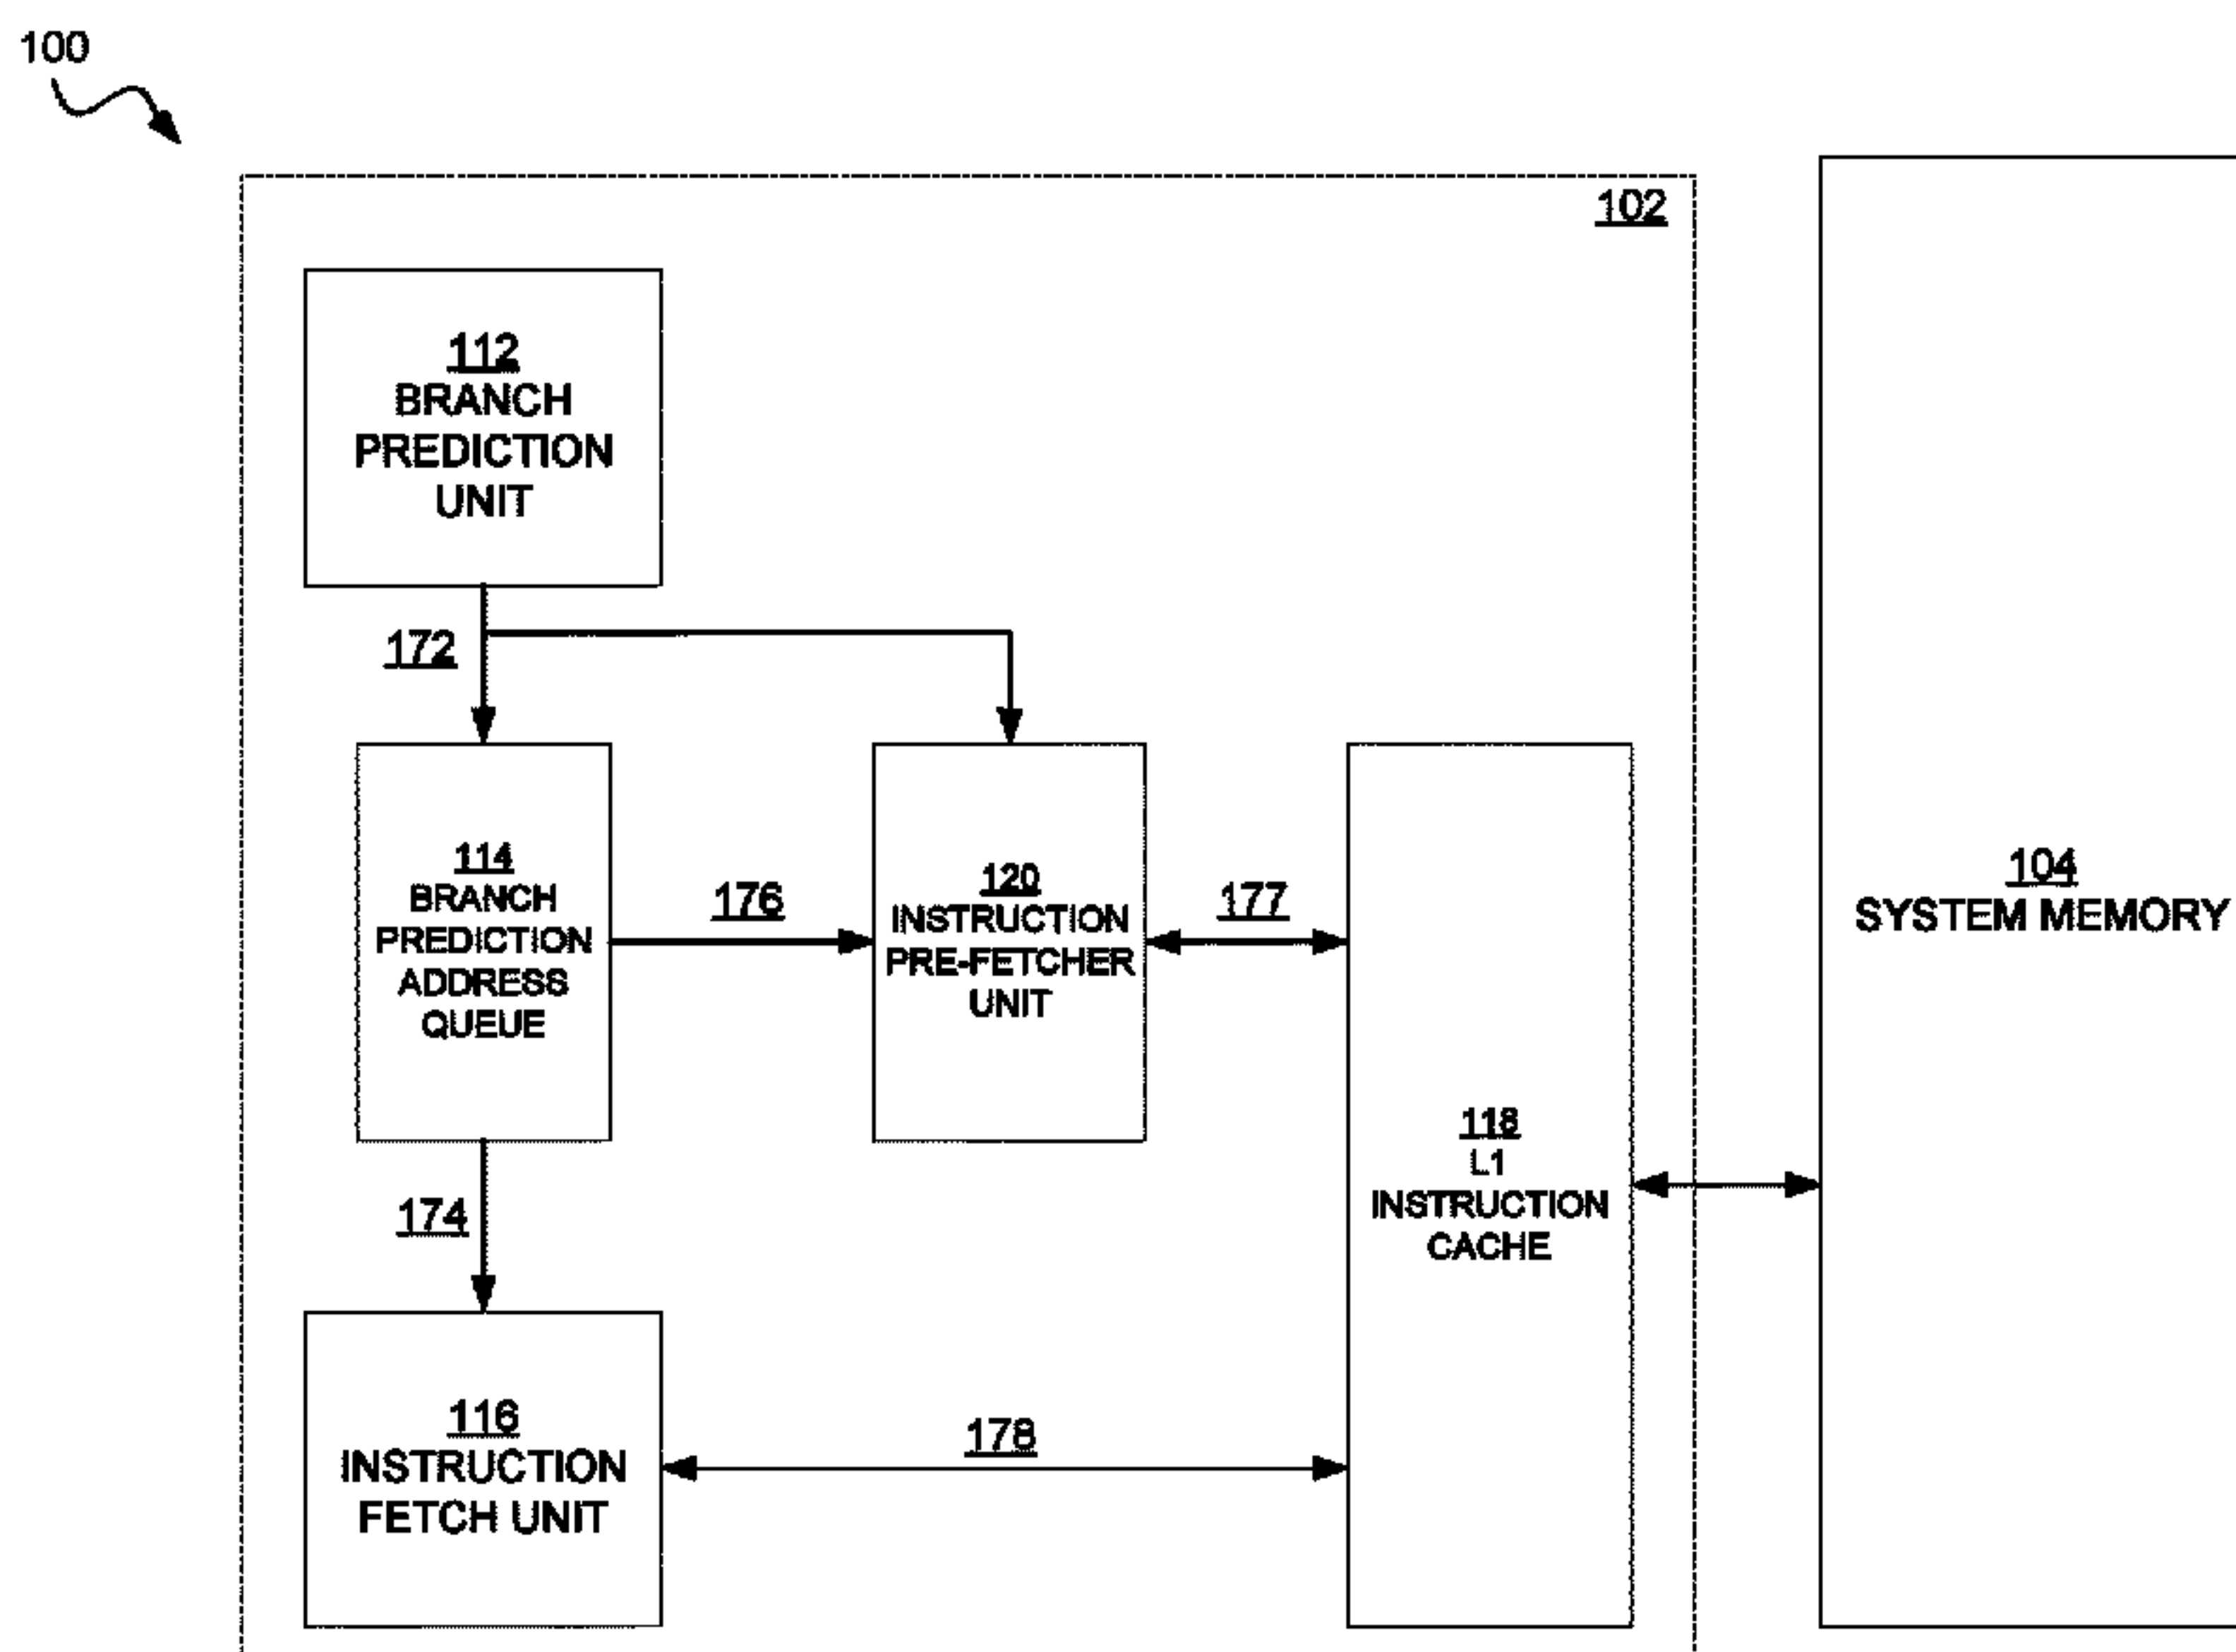 100
102
112
BRANCH
PREDICTION
UNIT
172
114
BRANCH
PREDICTION
ADDRESS
QUEUE
176
120
INSTRUCTION
PRE-FETCHER
UNIT
177
104
SYSTEM MEMORY
118
L1
INSTRUCTION
CACHE
174
116
INSTRUCTION
FETCH UNIT
178